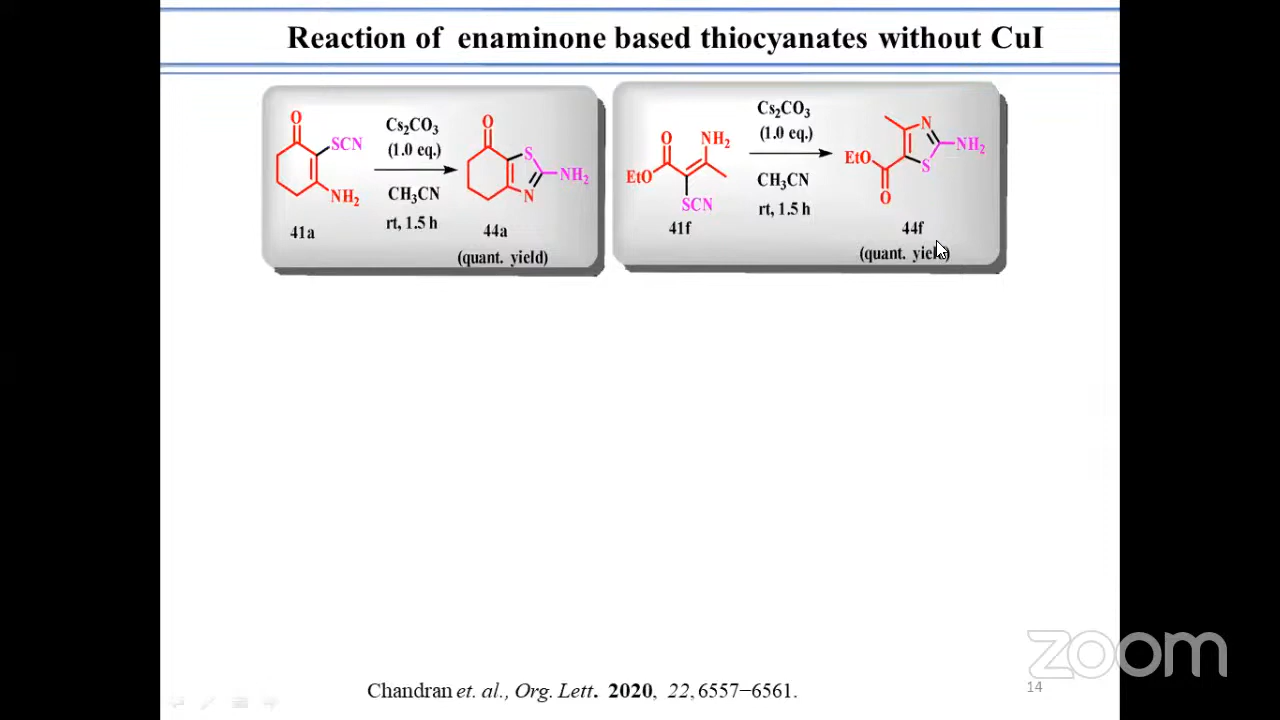 Reaction of enaminone based thiocyanates without CuI
O
SCN
NH2
41a
Cs2CO3
(1.0 eq.)
CH3CN
rt, 1.5 h
O
S
NH2
N
44a
(quant. yield)
O
NH2
EtO
SCN
41f
Cs2CO3
(1.0 eq.)
CH3CN
rt, 1.5 h
N
NH2
EtO
S
O
44f
(quant. yield)
zoom
Chandran et. al., Org. Lett. 2020, 22, 6557−6561.
14